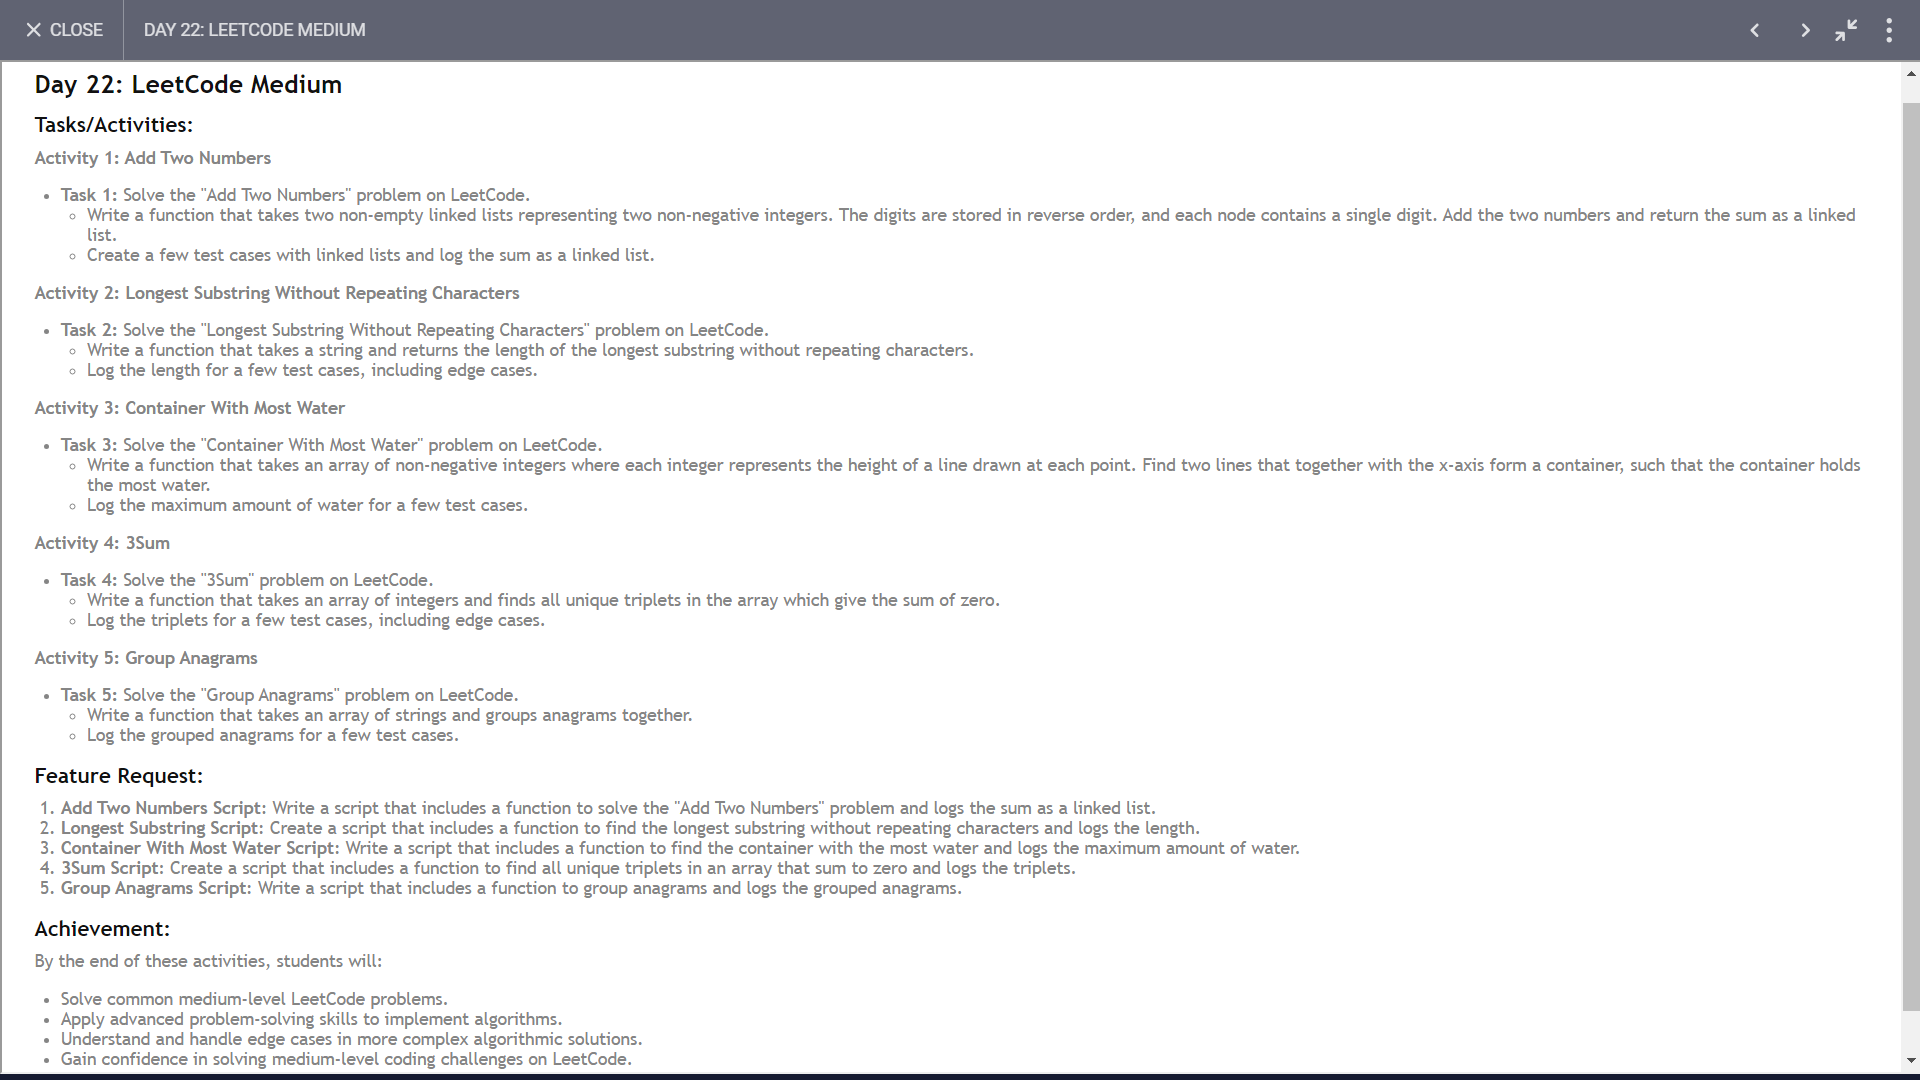 CLOSE
DAY 22: LEETCODE MEDIUM
Day 22: LeetCode Medium
Tasks/Activities:
Activity 1: Add Two Numbers
Task 1: Solve the "Add Two Numbers" problem on LeetCode.
Write a function that takes two non-empty linked lists representing two non-negative integers. The digits are stored in reverse order, and each node contains a single digit. Add the two numbers and return the sum as a linked
list.
Create a few test cases with linked lists and log the sum as a linked list.
Activity 2: Longest Substring Without Repeating Characters
Task 2: Solve the "Longest Substring Without Repeating Characters" problem on LeetCode.
Write a function that takes a string and returns the length of the longest substring without repeating characters.
Log the length for a few test cases, including edge cases.
Activity 3: Container With Most Water
Task 3: Solve the "Container With Most Water" problem on LeetCode.
Write a function that takes an array of non-negative integers where each integer represents the height of a line drawn at each point. Find two lines that together with the x-axis form a container, such that the container holds
the most water.
Log the maximum amount of water for a few test cases.
Activity 4: 3Sum
Task 4: Solve the "3Sum" problem on LeetCode.
Write a function that takes an array of integers and finds all unique triplets in the array which give the sum of zero.
Log the triplets for a few test cases, including edge cases.
Activity 5: Group Anagrams
Task 5: Solve the "Group Anagrams" problem on LeetCode.
Write a function that takes an array of strings and groups anagrams together.
Log the grouped anagrams for a few test cases.
Feature Request:
1. Add Two Numbers Script: Write a script that includes a function to solve the "Add Two Numbers" problem and logs the sum as a linked list.
2. Longest Substring Script: Create a script that includes a function to find the longest substring without repeating characters and logs the length.
3. Container With Most Water Script: Write a script that includes a function to find the container with the most water and logs the maximum amount of water.
4. 3Sum Script: Create a script that includes a function to find all unique triplets in an array that sum to zero and logs the triplets.
5. Group Anagrams Script: Write a script that includes a function to group anagrams and logs the grouped anagrams.
Achievement:
By the end of these activities, students will:
Solve common medium-level LeetCode problems.
Apply advanced problem-solving skills to implement algorithms.
Understand and handle edge cases in more complex algorithmic solutions.
Gain confidence in solving medium-level coding challenges on LeetCode.